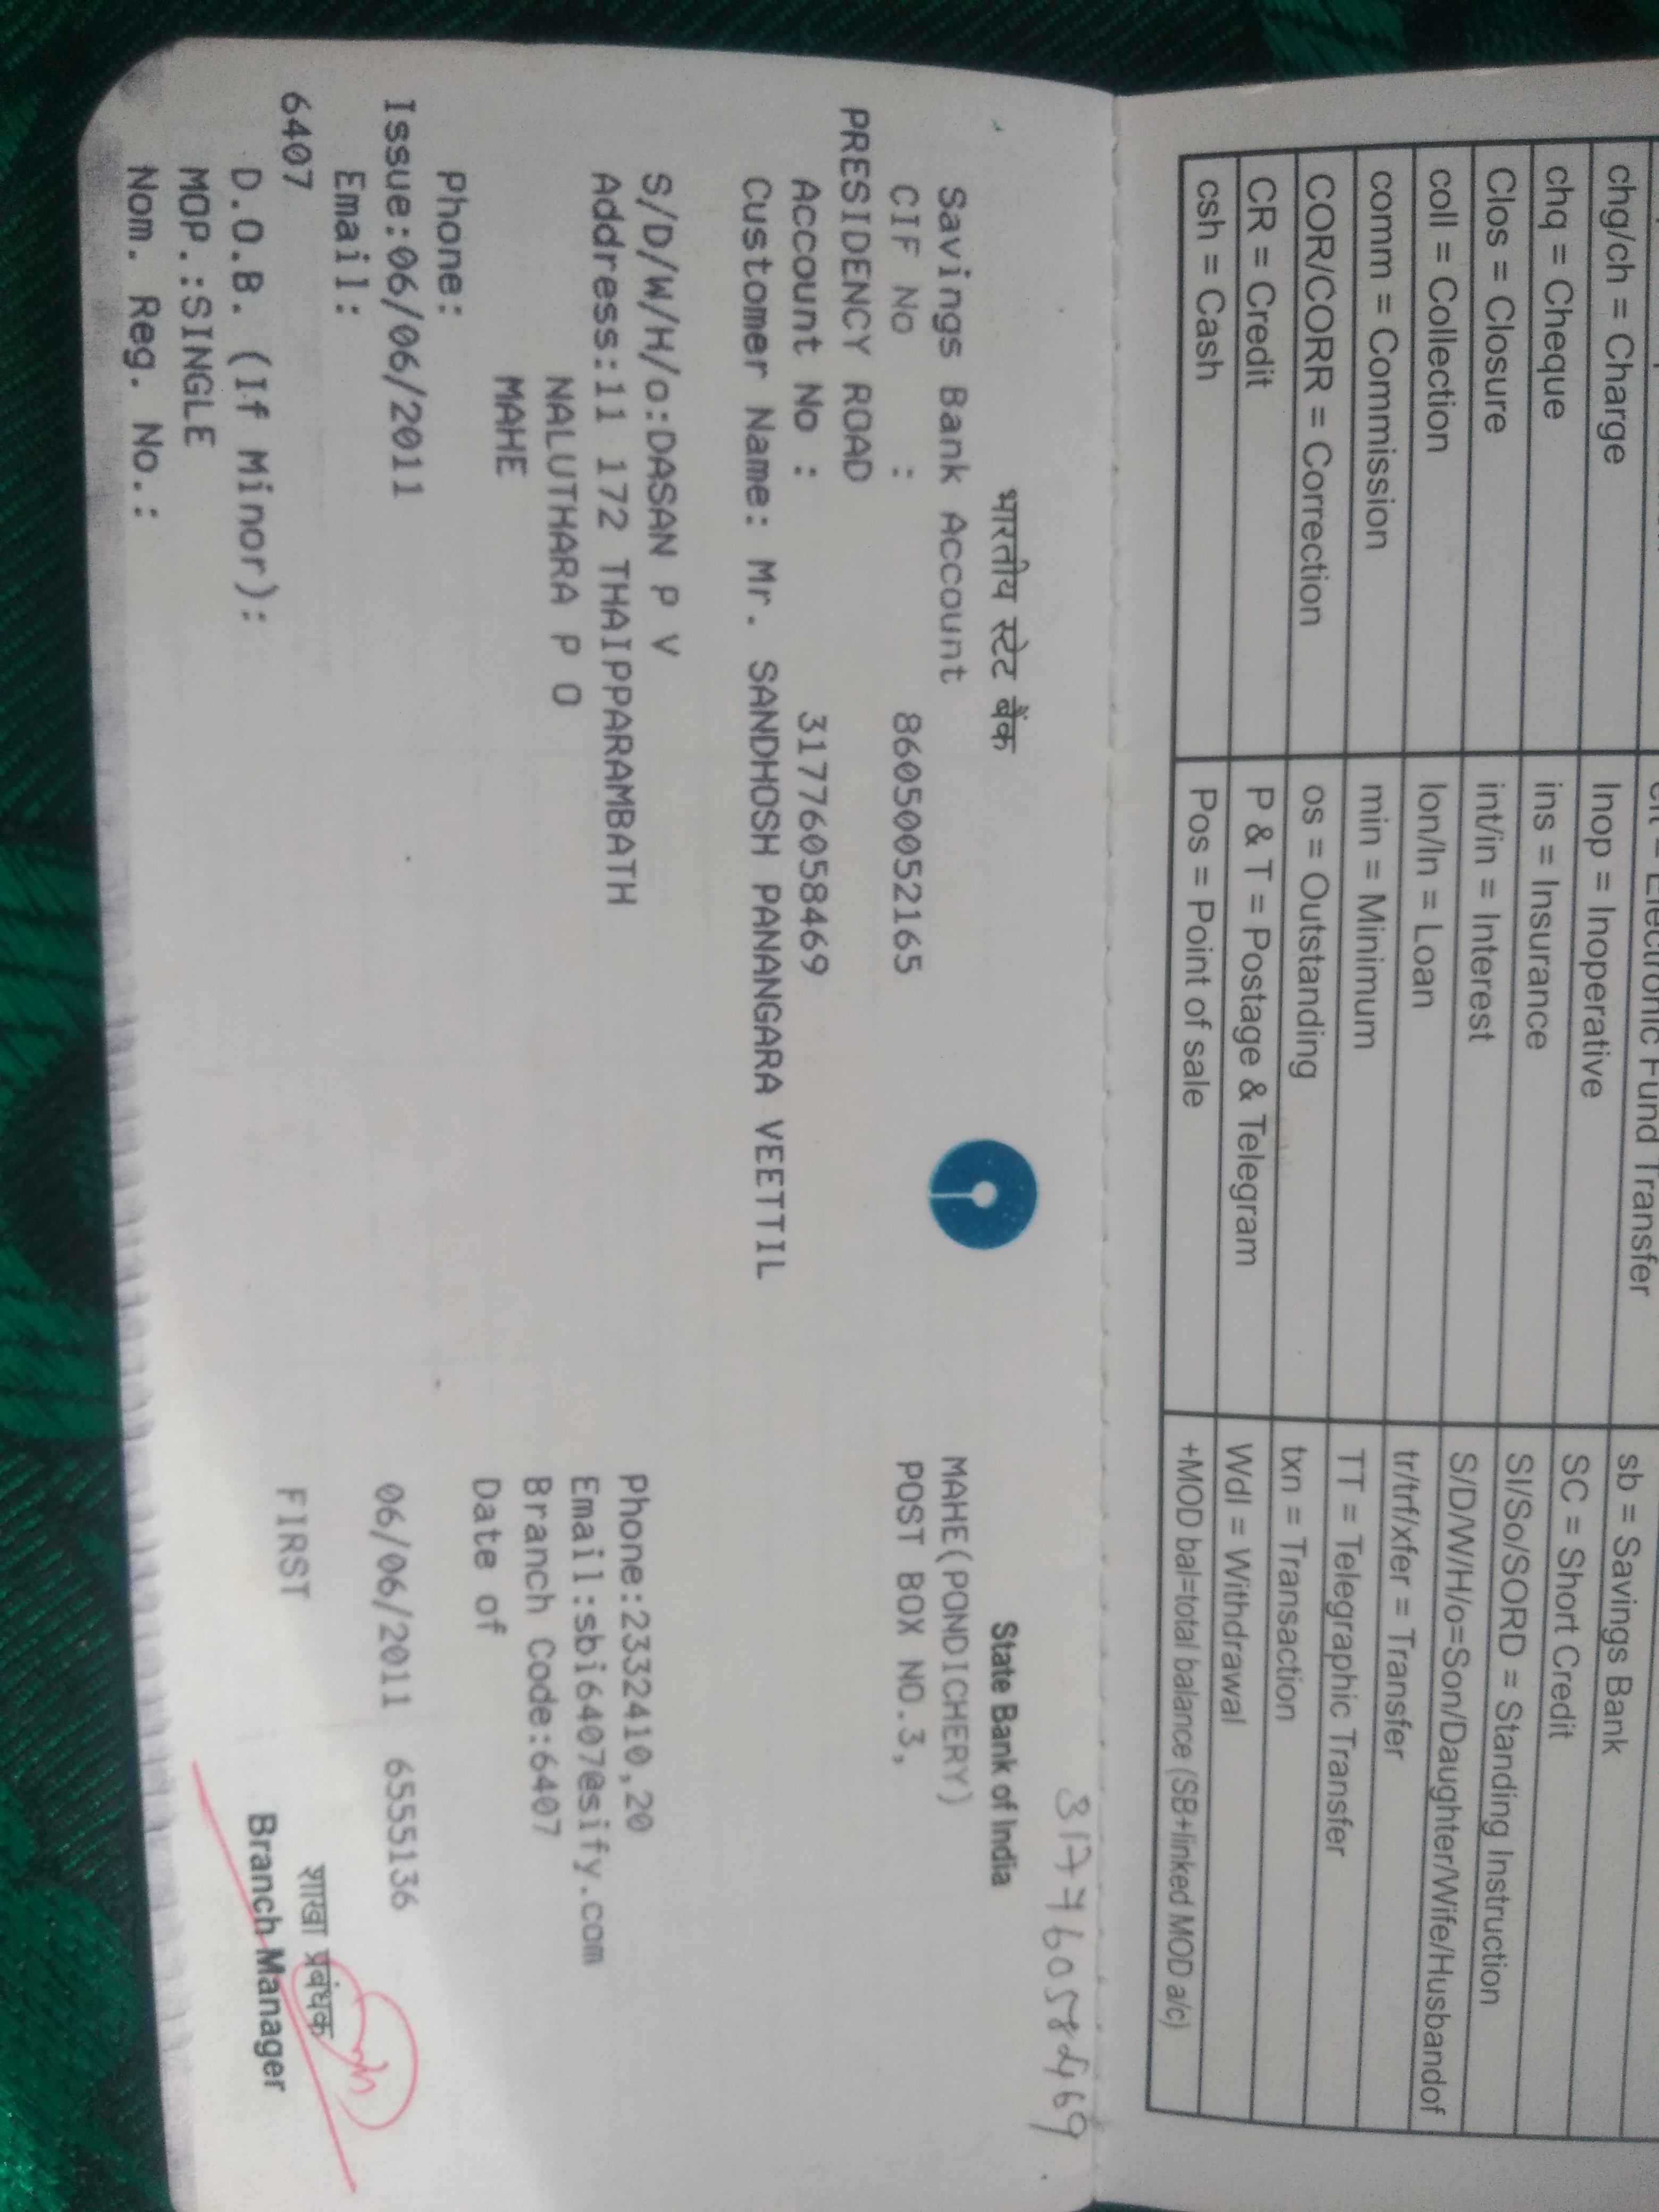 chg/ch = Charge
chq = Cheque
Clos = Closure
coll = Collection
comm = Commission
COR/CORR = Correction
CR = Credit
csh = Cash
Electronic Fund Transfer
Inop = Inoperative
ins = Insurance
int/in = Interest
lon/ln = Loan
min = Minimum
os = Outstanding
P & T = Postage & Telegram
Pos = Point of sale
sb = Savings Bank
SC = Short Credit
SI/So/SORD = Standing Instruction
S/D/W/H/o=Son/Daughter/Wife/Husbandof
tr/trf/xfer = Transfer
TT = Telegraphic Transfer
txn = Transaction
Wdl = Withdrawal
+MOD bal=total balance (SB+linked MOD a/c)
31776058469
भारतीय स्टेट बैंक State Bank of India
Savings Bank Account MAHE(PONDICHERY)
CIF No : 86050052165 POST BOX NO.3,
PRESIDENCY ROAD
Account No : 31776058469
Customer Name: Mr. SANDHOSH PANANGARA VEETTIL
S/D/W/H/o:DASAN P V Phone:2332410,20
Address:11 172 THAIPPARAMBATH Email:sbi6407@sify.com
NALUTHARA P O Branch Code:6407
MAHE Date of
Phone:
Issue:06/06/2011 06/06/2011 6555136
Email:
6407 FIRST
D.O.B. (If Minor):
MOP.:SINGLE
Nom. Reg. No.:
शाखा प्रबंधक
Branch Manager